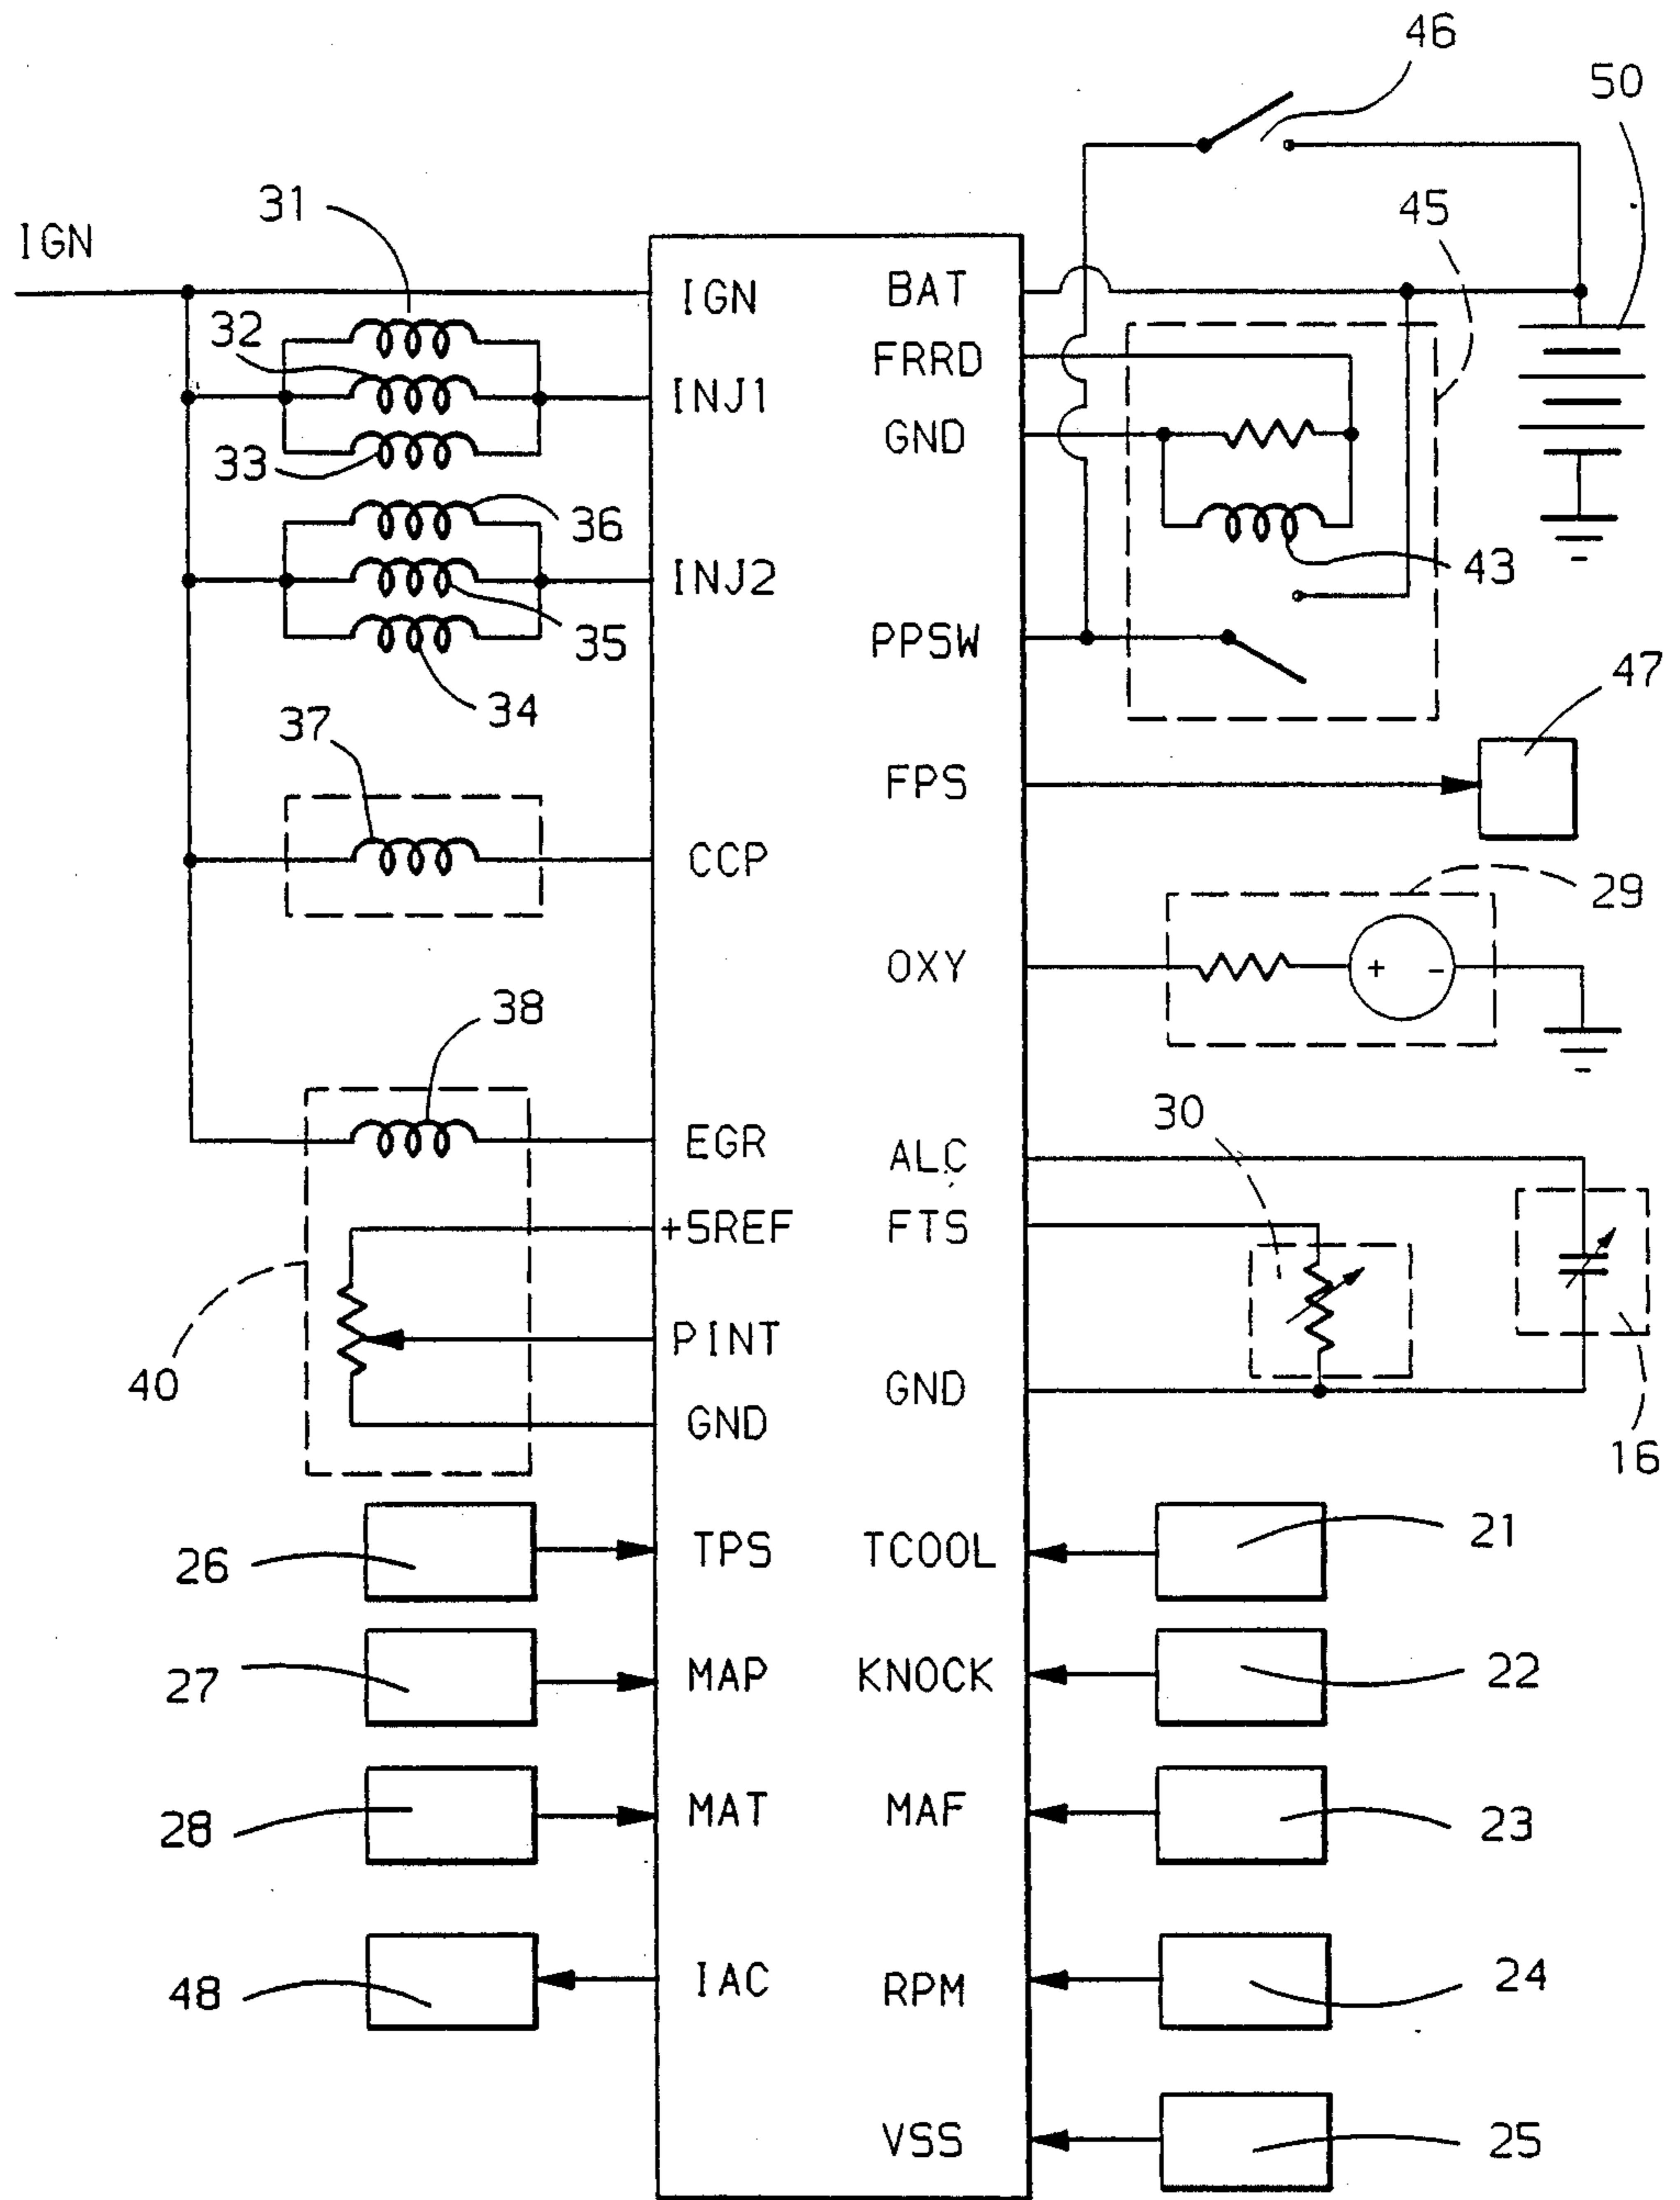 46
50
31
45
IGN
IGN
BAT
32
FRRD
INJ1
GND
33
36
43
INJ2
35
PPSW
34
47
37
FPS
CCP
29
OXY
+
-
38
30
EGR
ALC
+5REF
FTS
PINT
40
GND
GND
16
26
TPS
TCOOL
21
27
MAP
KNOCK
22
28
MAT
MAF
23
48
IAC
RPM
24
VSS
25